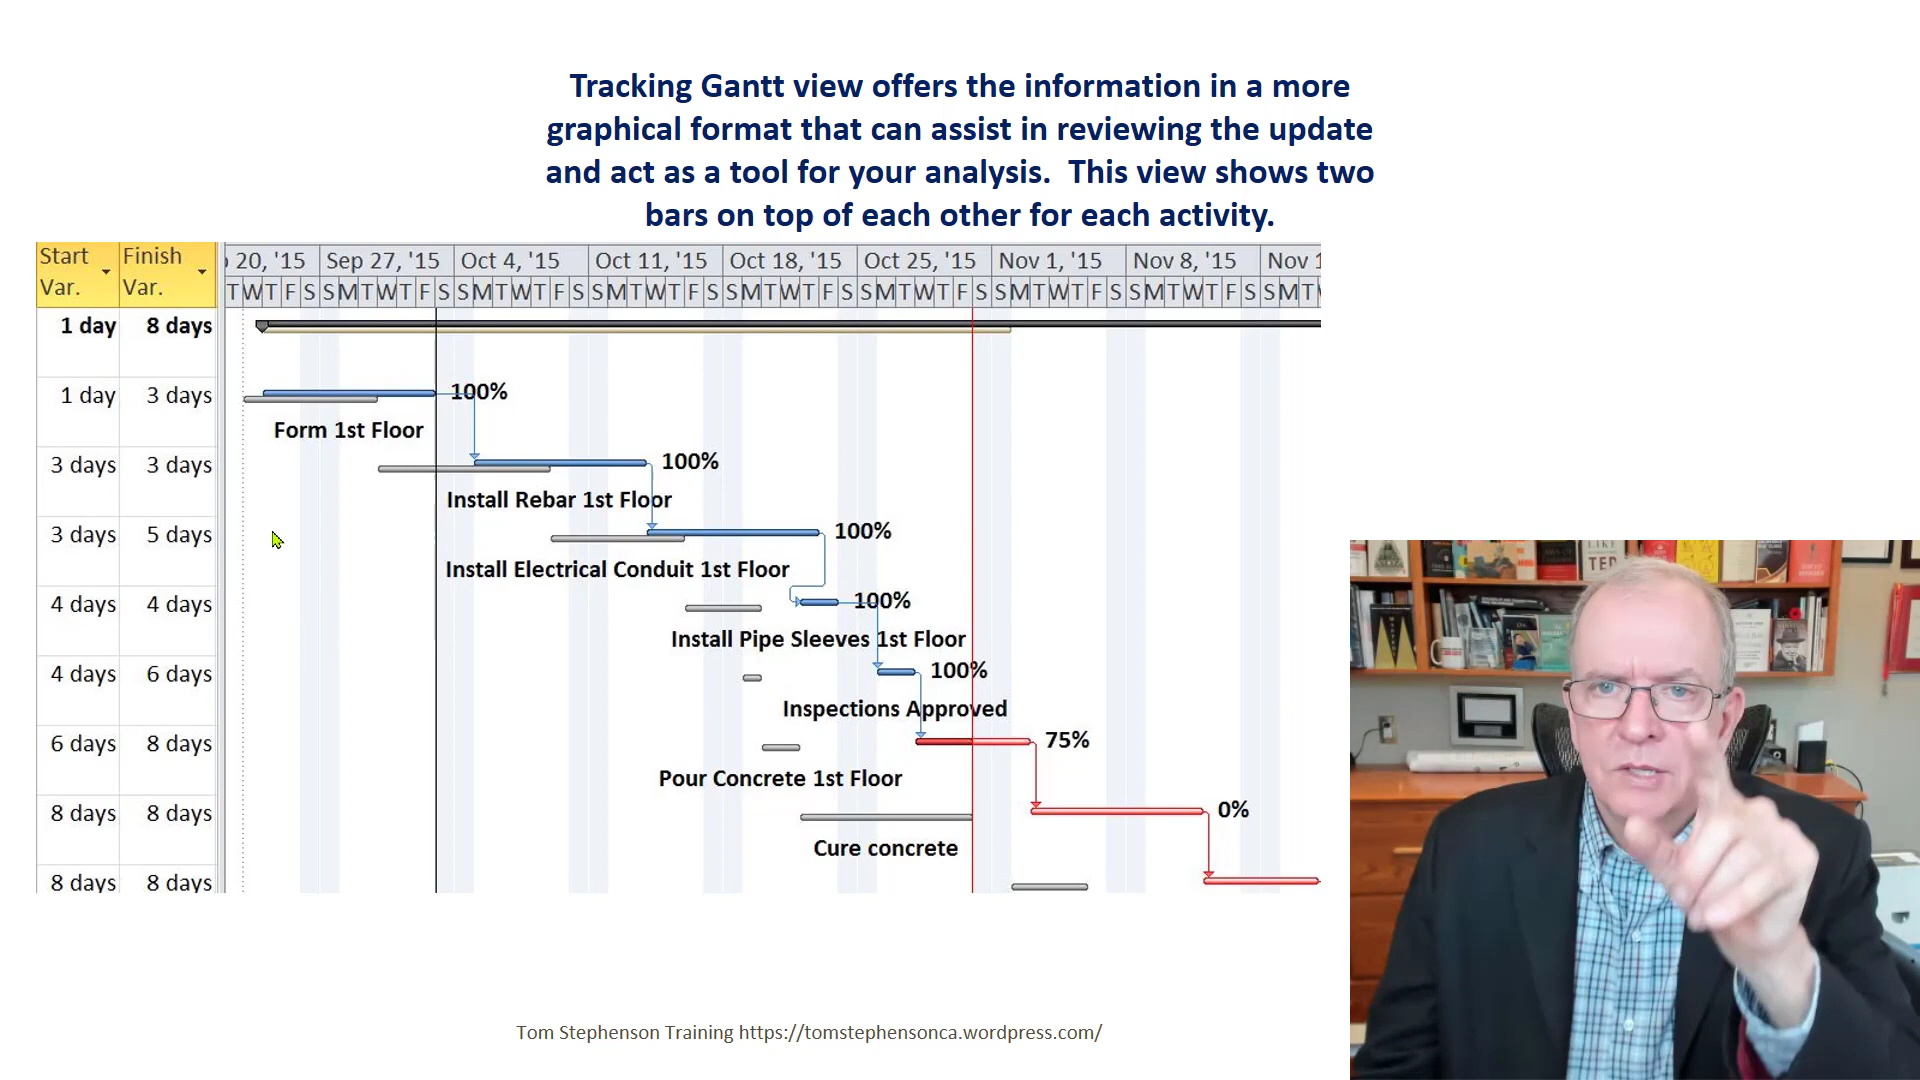 Tracking Gantt view offers the information in a more
graphical format that can assist in reviewing the update
and act as a tool for your analysis.  This view shows two
bars on top of each other for each activity.
Start Var. Finish Var. 20, '15 Sep 27, '15 Oct 4, '15 Oct 11, '15 Oct 18, '15 Oct 25, '15 Nov 1, '15 Nov 8, '15 Nov 1
T W T F S S M T W T F S S M T W T F S S M T W T F S S M T W T F S S M T W T F S S M T W T F S S M T W T F S S M T
1 day 8 days
1 day 3 days 100%
Form 1st Floor
3 days 3 days 100%
Install Rebar 1st Floor
3 days 5 days 100%
Install Electrical Conduit 1st Floor
4 days 4 days 100%
Install Pipe Sleeves 1st Floor
4 days 6 days 100%
Inspections Approved
6 days 8 days 75%
Pour Concrete 1st Floor
8 days 8 days 0%
Cure concrete
8 days 8 days
TED
Tom Stephenson Training https://tomstephensonca.wordpress.com/